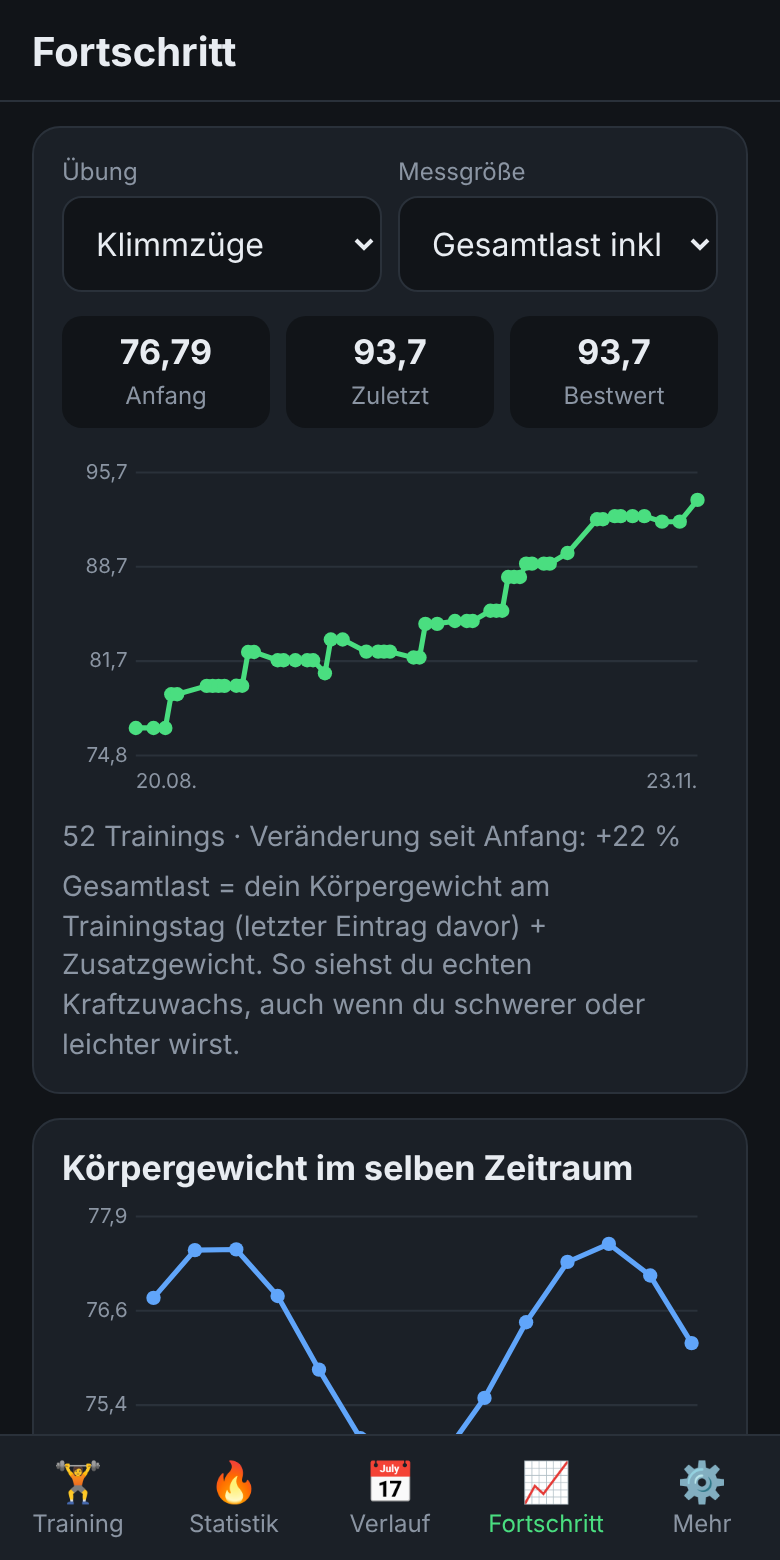 Fortschritt
Übung
Messgröße
Klimmzüge
Gesamtlast inkl
76,79
93,7
93,7
Anfang
Zuletzt
Bestwert
95,7
88,7
81,7
74,8
20.08.
23.11.
52 Trainings · Veränderung seit Anfang: +22 %
Gesamtlast = dein Körpergewicht am
Trainingstag (letzter Eintrag davor) +
Zusatzgewicht. So siehst du echten
Kraftzuwachs, auch wenn du schwerer oder
leichter wirst.
Körpergewicht im selben Zeitraum
77,9
76,6
75,4
July
17
Training
Statistik
Verlauf
Fortschritt
Mehr